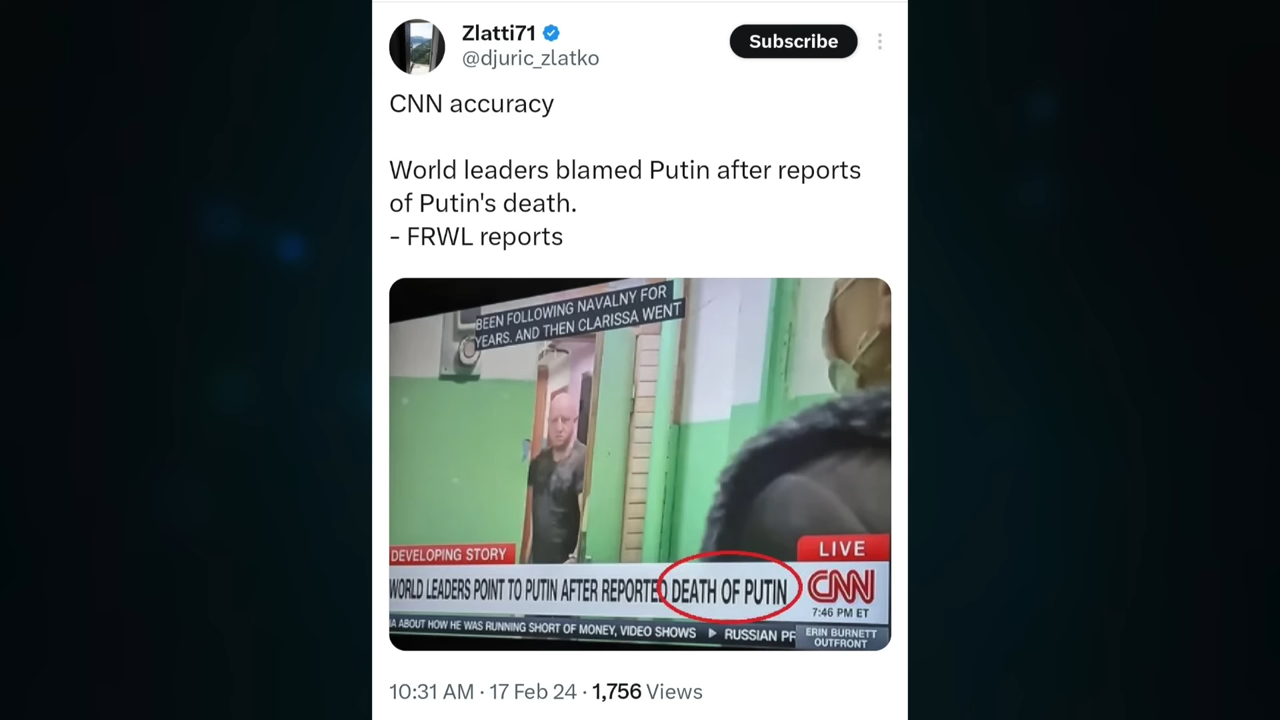 Zlatti71
@djuric_zlatko
Subscribe
CNN accuracy
World leaders blamed Putin after reports
of Putin's death.
- FRWL reports
BEEN FOLLOWING NAVALNY FOR
YEARS. AND THEN CLARISSA WENT
DEVELOPING STORY
LIVE
WORLD LEADERS POINT TO PUTIN AFTER REPORTED DEATH OF PUTIN
CNN
7:46 PM ET
IA ABOUT HOW HE WAS RUNNING SHORT OF MONEY, VIDEO SHOWS ▶ RUSSIAN PR
ERIN BURNETT
OUTFRONT
10:31 AM · 17 Feb 24 · 1,756 Views